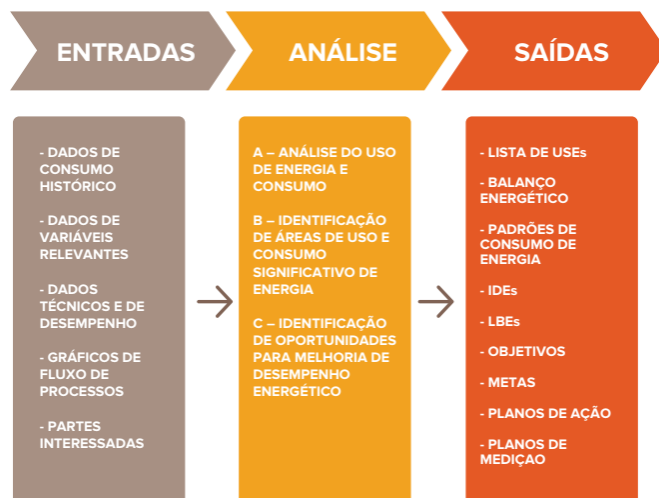 ENTRADAS
ANÁLISE
SAÍDAS
- DADOS DE
CONSUMO
HISTÓRICO
- DADOS DE
VARIÁVEIS
RELEVANTES
- DADOS
TÉCNICOS E DE
DESEMPENHO
- GRÁFICOS DE
FLUXO DE
PROCESSOS
- PARTES
INTERESSADAS
A – ANÁLISE DO USO
DE ENERGIA E
CONSUMO
B – IDENTIFICAÇÃO
DE ÁREAS DE USO E
CONSUMO
SIGNIFICATIVO DE
ENERGIA
C – IDENTIFICAÇÃO
DE OPORTUNIDADES
PARA MELHORIA DE
DESEMPENHO
ENERGÉTICO
- LISTA DE USEs
- BALANÇO
ENERGÉTICO
- PADRÕES DE
CONSUMO DE
ENERGIA
- IDEs
- LBEs
- OBJETIVOS
- METAS
- PLANOS DE AÇÃO
- PLANOS DE
MEDIÇAO